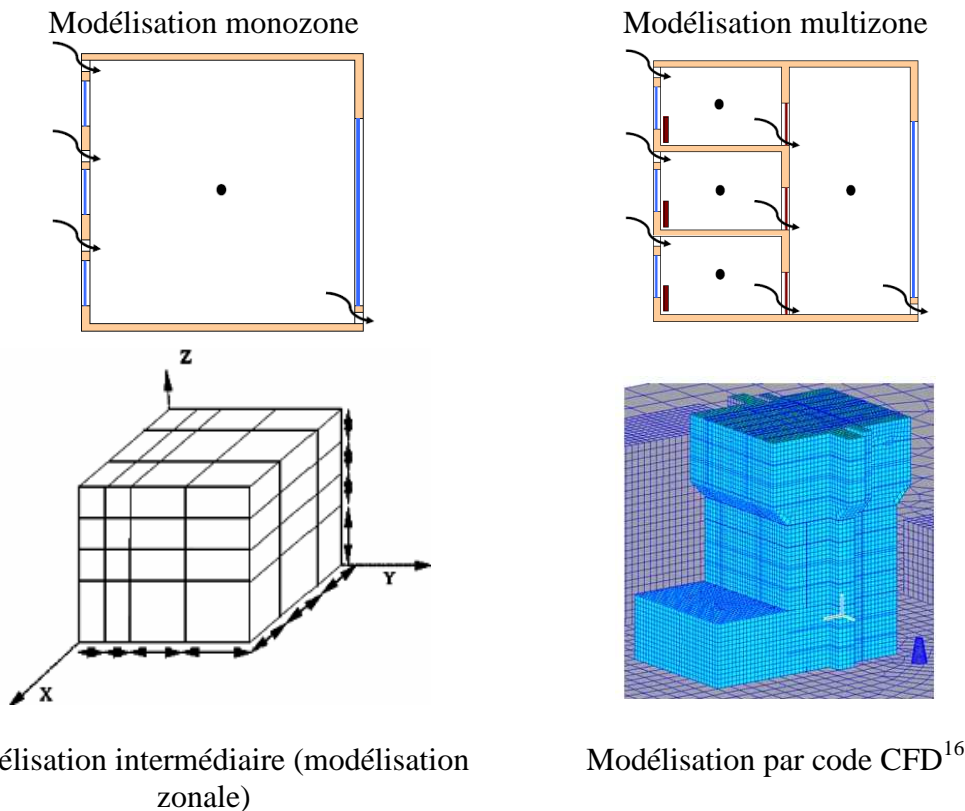 Modélisation monozone
Modélisation multizone
Z
Y
X
élisation intermédiaire (modélisation
zonale)
Modélisation par code CFD16